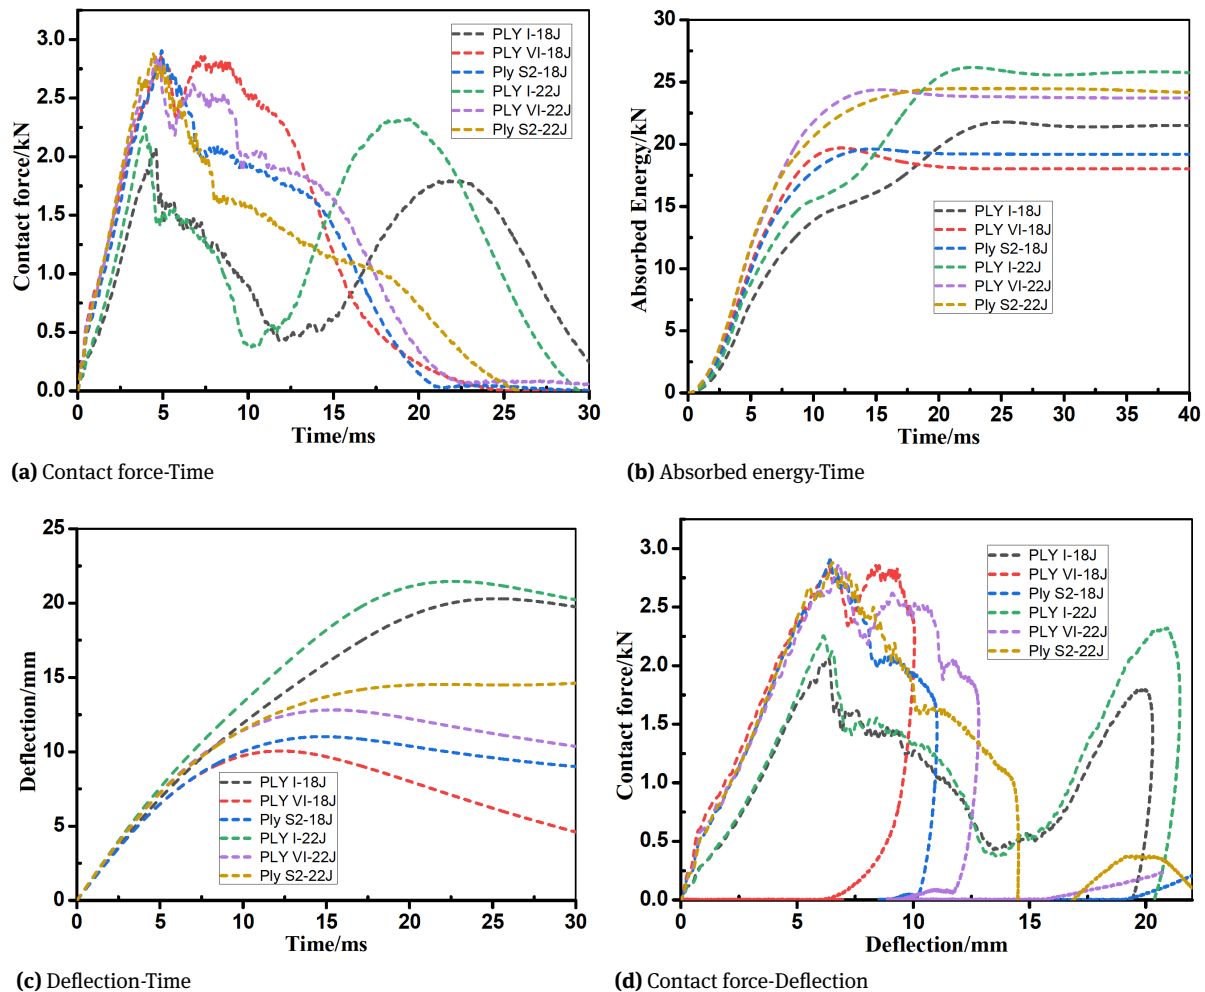 3.0
2.5
2.0
1.5
1.0
0.5
0.0
Contact force/kN
0 5 10 15 20 25 30
Time/ms
PLY I-18J
PLY VI-18J
Ply S2-18J
PLY I-22J
PLY VI-22J
Ply S2-22J
(a) Contact force-Time
30
25
20
15
10
5
0
Absorbed Energy/kN
0 5 10 15 20 25 30 35 40
Time/ms
PLY I-18J
PLY VI-18J
Ply S2-18J
PLY I-22J
PLY VI-22J
Ply S2-22J
(b) Absorbed energy-Time
25
20
15
10
5
0
Deflection/mm
0 5 10 15 20 25 30
Time/ms
PLY I-18J
PLY VI-18J
Ply S2-18J
PLY I-22J
PLY VI-22J
Ply S2-22J
(c) Deflection-Time
3.0
2.5
2.0
1.5
1.0
0.5
0.0
Contact force/kN
0 5 10 15 20
Deflection/mm
PLY I-18J
PLY VI-18J
Ply S2-18J
PLY I-22J
PLY VI-22J
Ply S2-22J
(d) Contact force-Deflection